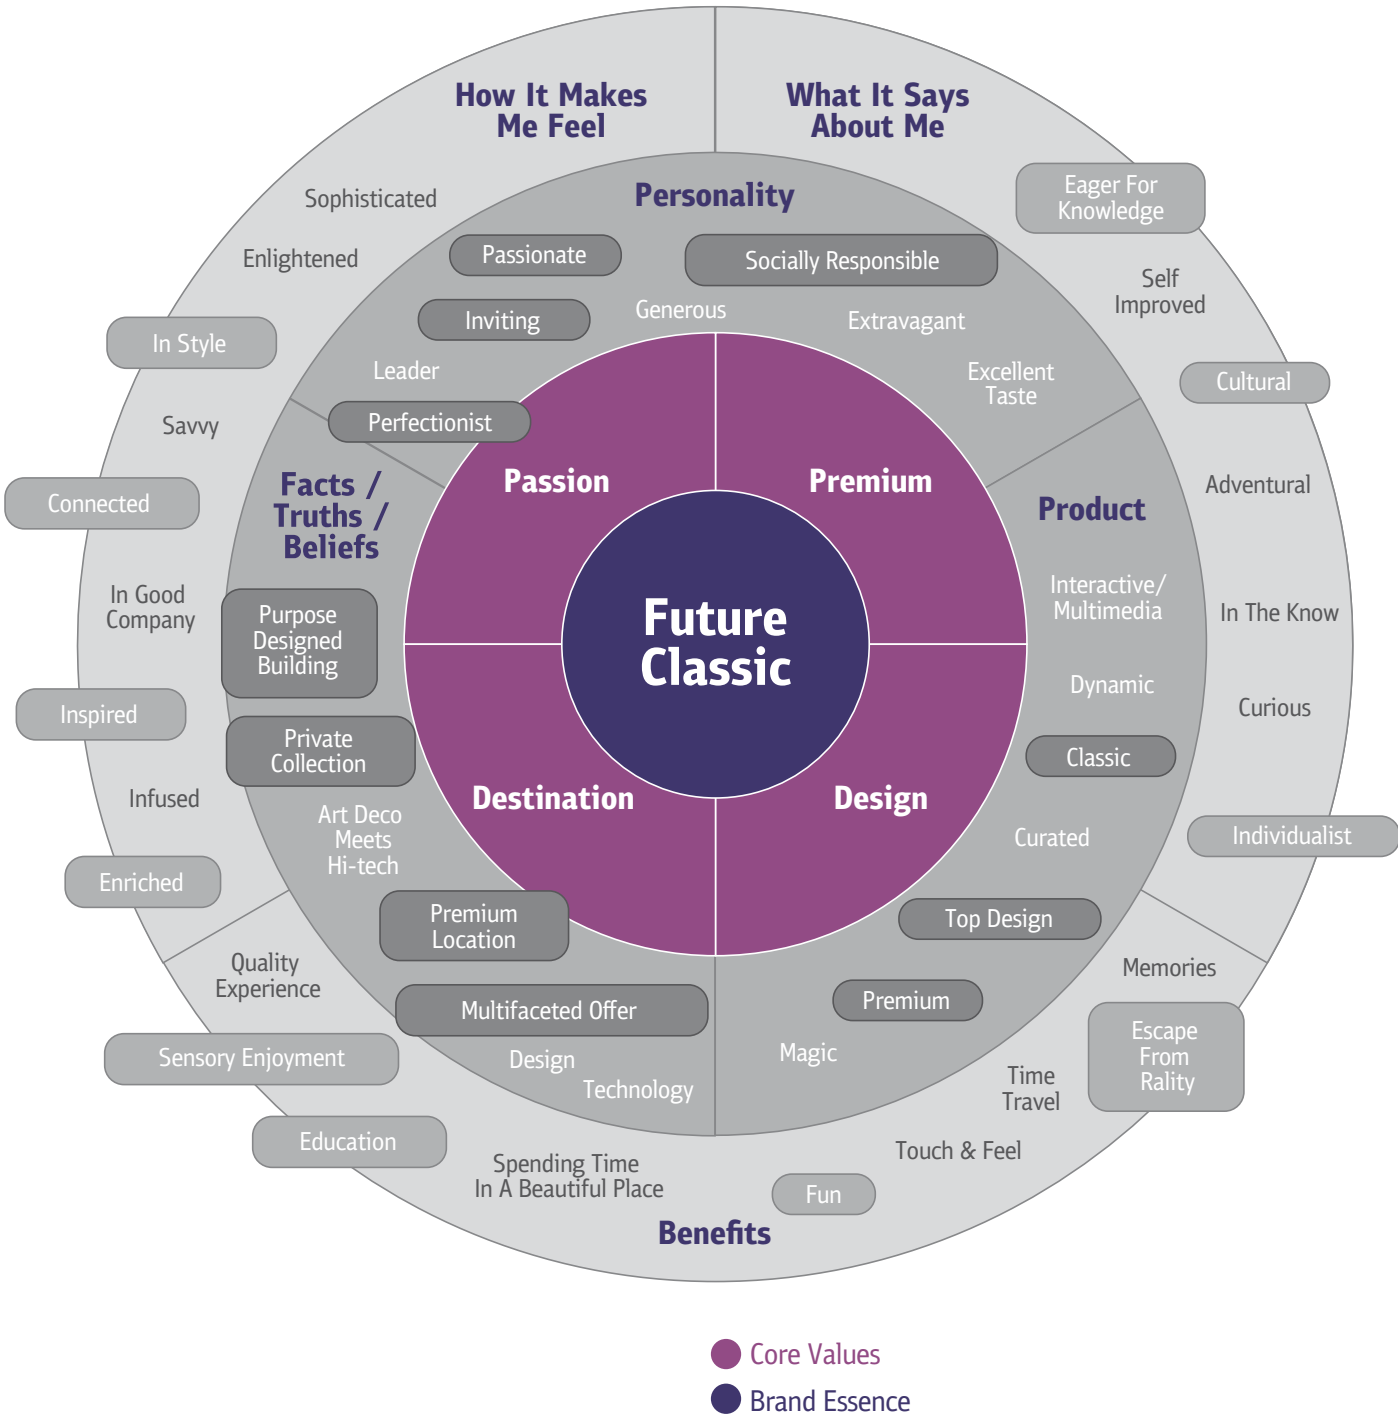 How It Makes
Me Feel
What It Says
About Me
Sophisticated
Enlightened
In Style
Savvy
Connected
In Good
Company
Inspired
Infused
Enriched
Eager For
Knowledge
Self
Improved
Cultural
Adventural
In The Know
Curious
Individualist
Personality
Passionate
Socially Responsible
Inviting
Generous
Extravagant
Leader
Excellent
Taste
Perfectionist
Facts /
Truths /
Beliefs
Purpose
Designed
Building
Private
Collection
Art Deco
Meets
Hi-tech
Premium
Location
Multifaceted Offer
Design
Technology
Product
Interactive/
Multimedia
Dynamic
Classic
Curated
Top Design
Premium
Magic
Passion
Premium
Future
Classic
Destination
Design
Quality
Experience
Sensory Enjoyment
Education
Spending Time
In A Beautiful Place
Memories
Escape
From
Rality
Time
Travel
Touch & Feel
Fun
Benefits
Core Values
Brand Essence